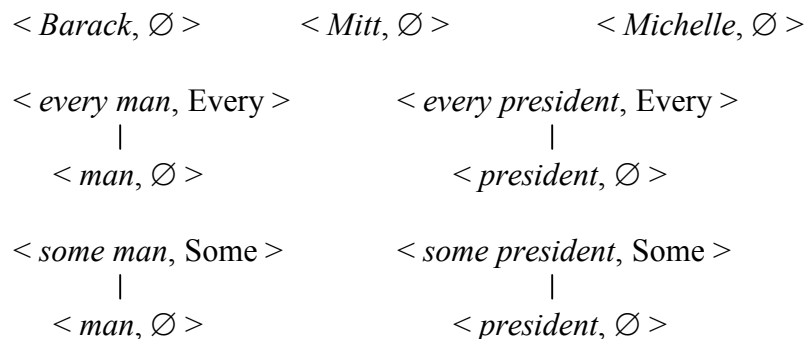 < Barack, ∅ > < Mitt, ∅ > < Michelle, ∅ >
< every man, Every > < every president, Every >
< man, ∅ > < president, ∅ >
< some man, Some > < some president, Some >
< man, ∅ > < president, ∅ >